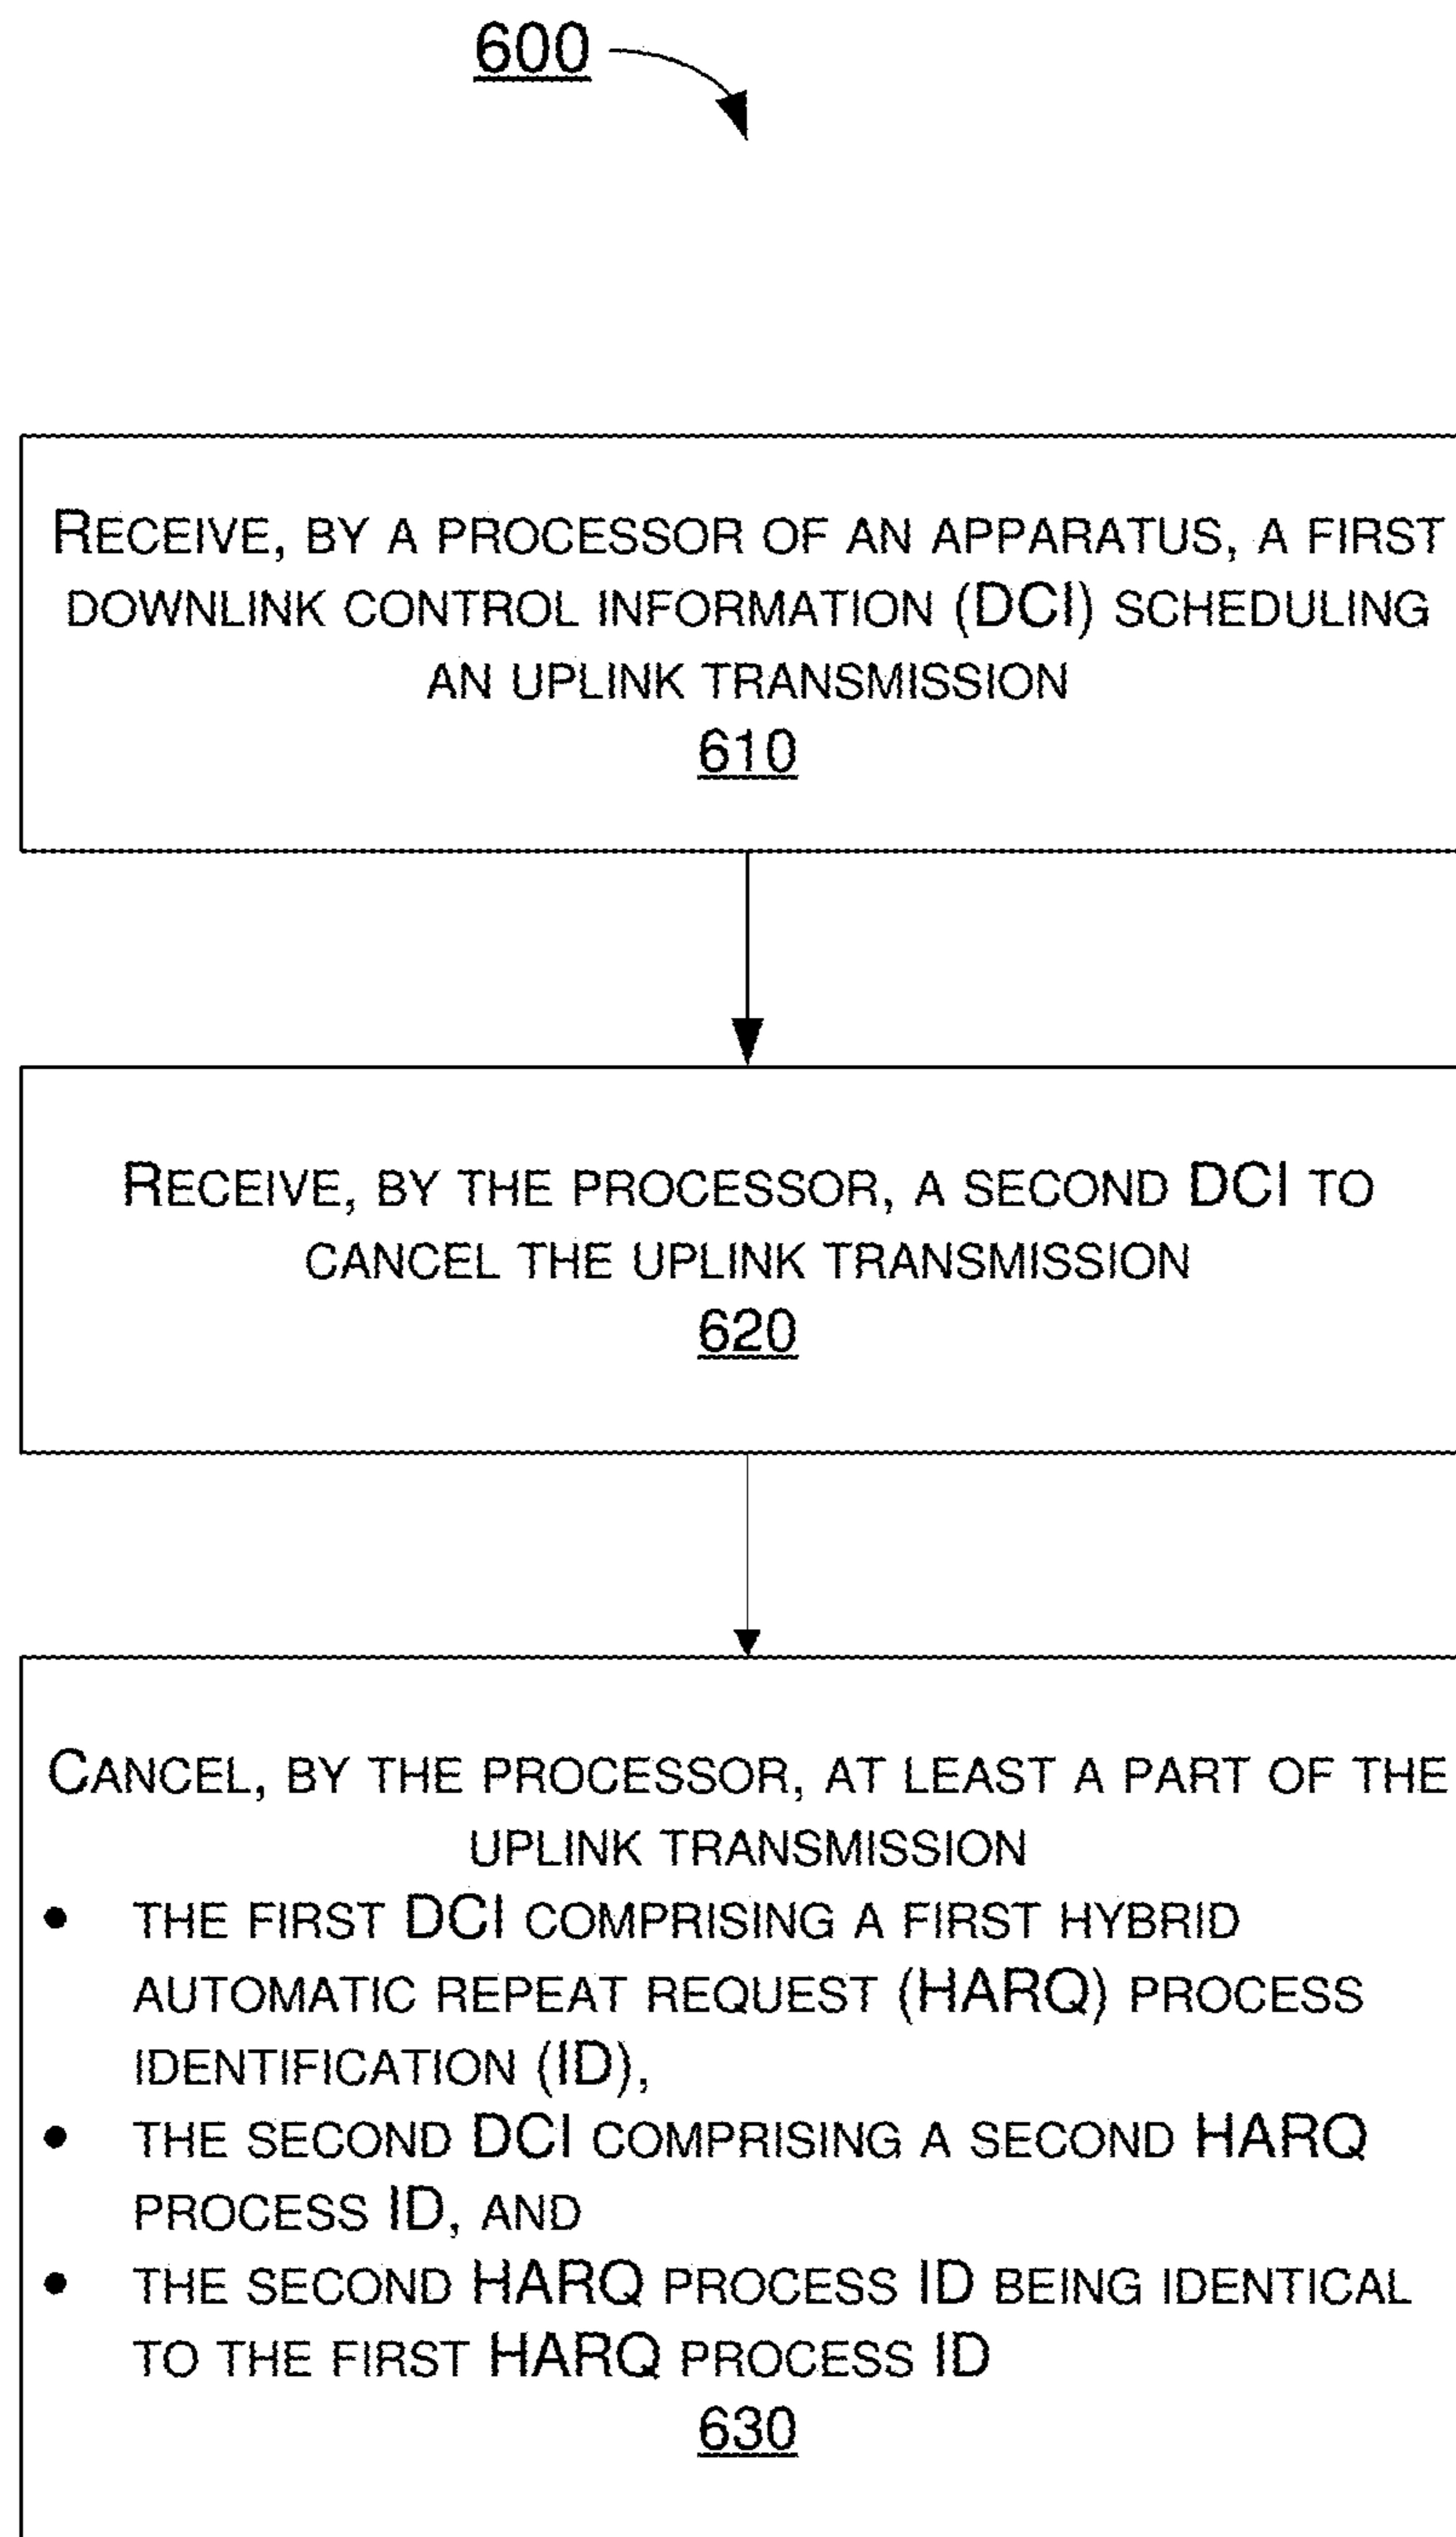 600
RECEIVE, BY A PROCESSOR OF AN APPARATUS, A FIRST
DOWNLINK CONTROL INFORMATION (DCI) SCHEDULING
AN UPLINK TRANSMISSION
610
RECEIVE, BY THE PROCESSOR, A SECOND DCI TO
CANCEL THE UPLINK TRANSMISSION
620
CANCEL, BY THE PROCESSOR, AT LEAST A PART OF THE
UPLINK TRANSMISSION
• THE FIRST DCI COMPRISING A FIRST HYBRID
AUTOMATIC REPEAT REQUEST (HARQ) PROCESS
IDENTIFICATION (ID),
• THE SECOND DCI COMPRISING A SECOND HARQ
PROCESS ID, AND
• THE SECOND HARQ PROCESS ID BEING IDENTICAL
TO THE FIRST HARQ PROCESS ID
630